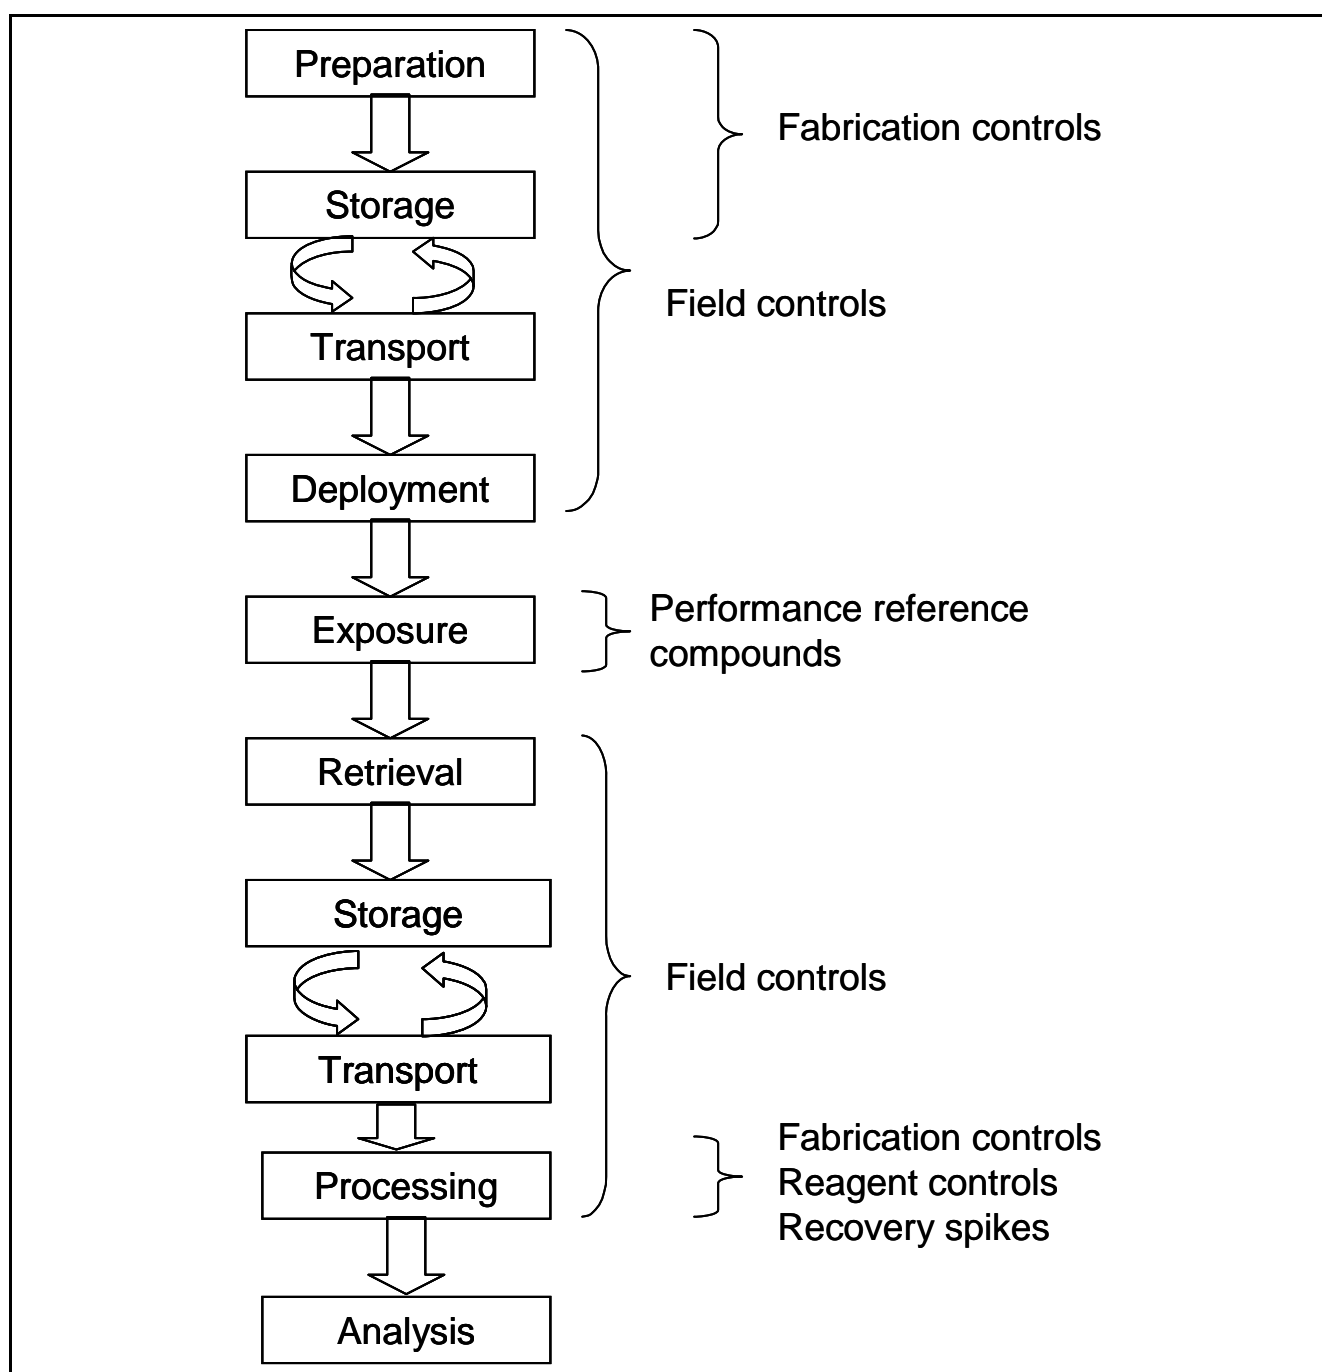 Preparation
Fabrication controls
Storage
Field controls
Transport
Deployment
Performance reference
compounds
Exposure
Retrieval
Storage
Field controls
Transport
Fabrication controls
Reagent controls
Recovery spikes
Processing
Analysis